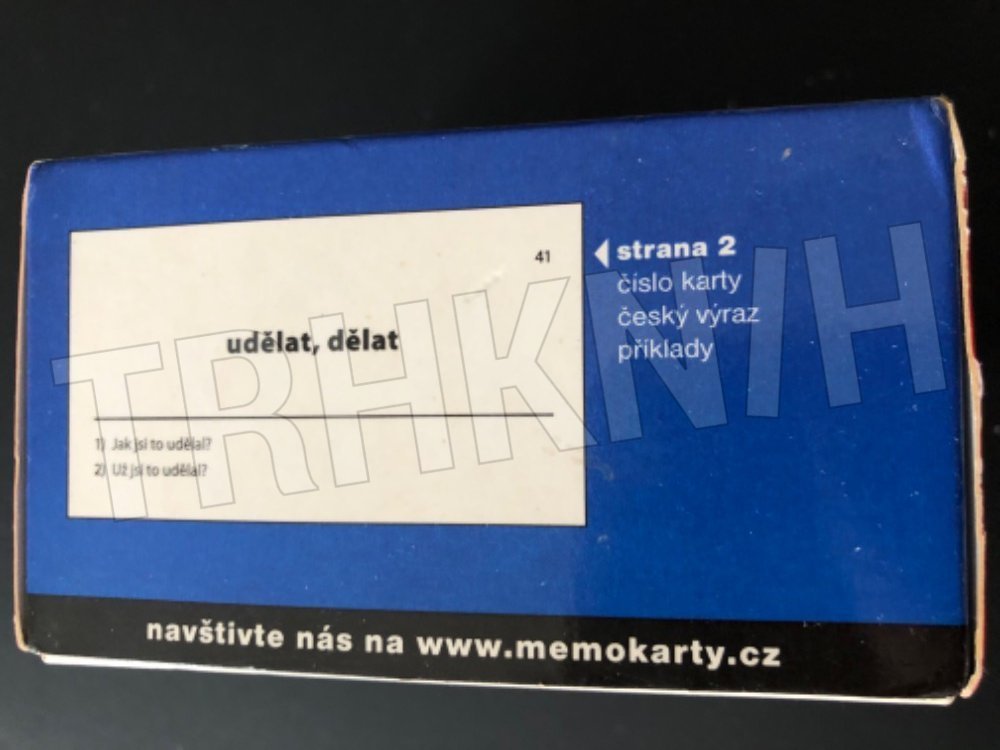 41
udělat, dělat
1) Jak jsi to udělal?
2) Už jsi to udělal?
strana 2
číslo karty
český výraz
příklady
TRHKNIH
navštivte nás na www.memokarty.cz